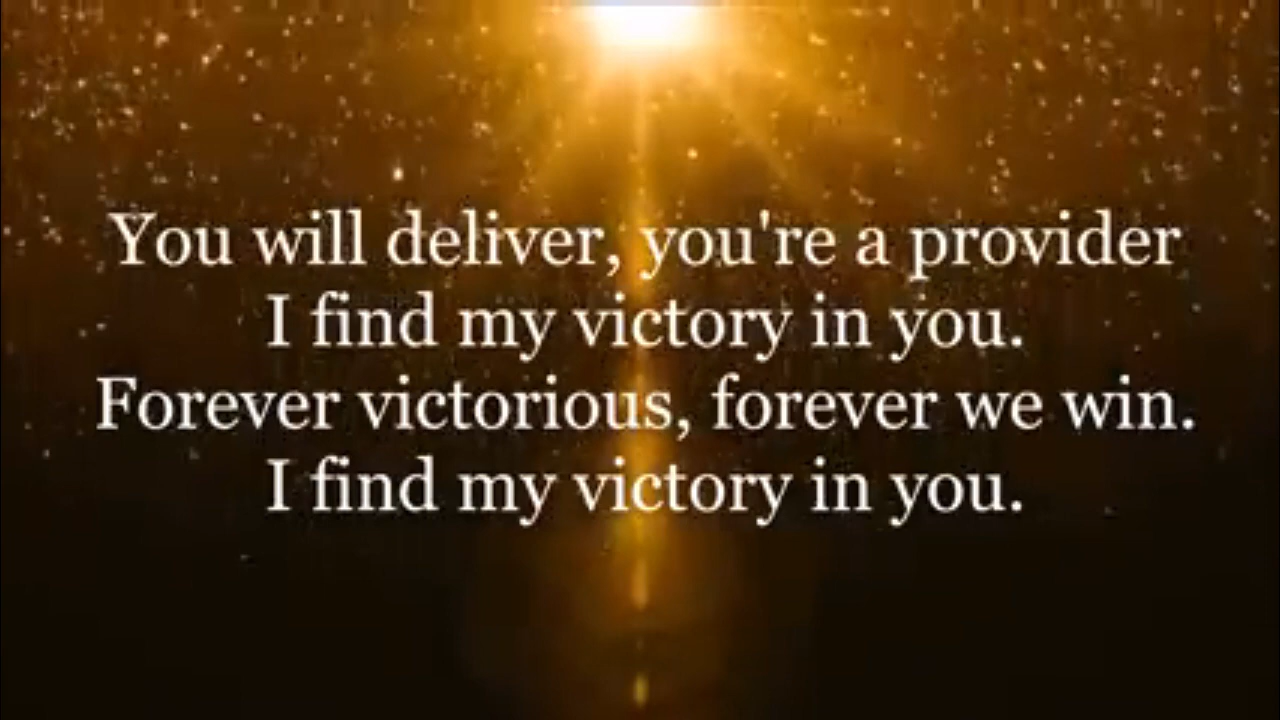 You will deliver, you're a provider
I find my victory in you.
Forever victorious, forever we win.
I find my victory in you.